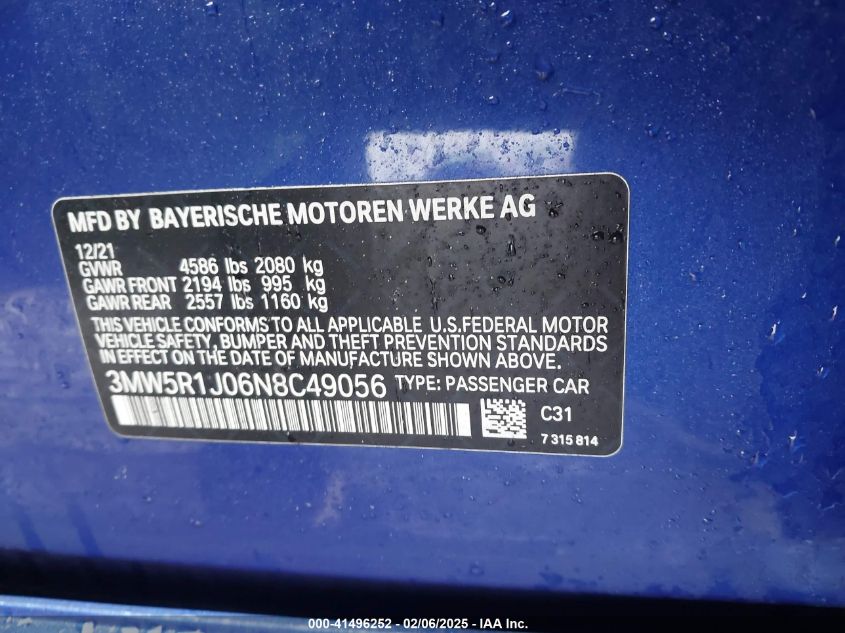 MFD BY BAYERISCHE MOTOREN WERKE AG
12/21
GVWR 4586 lbs 2080 kg
GAWR FRONT 2194 lbs 995 kg
GAWR REAR 2557 lbs 1160 kg
THIS VEHICLE CONFORMS TO ALL APPLICABLE U.S.FEDERAL MOTOR
VEHICLE SAFETY, BUMPER AND THEFT PREVENTION STANDARDS
IN EFFECT ON THE DATE OF MANUFACTURE SHOWN ABOVE.
3MW5R1J06N8C49056 TYPE: PASSENGER CAR
C31
7 315 814
000-41496252 - 02/06/2025 - IAA Inc.